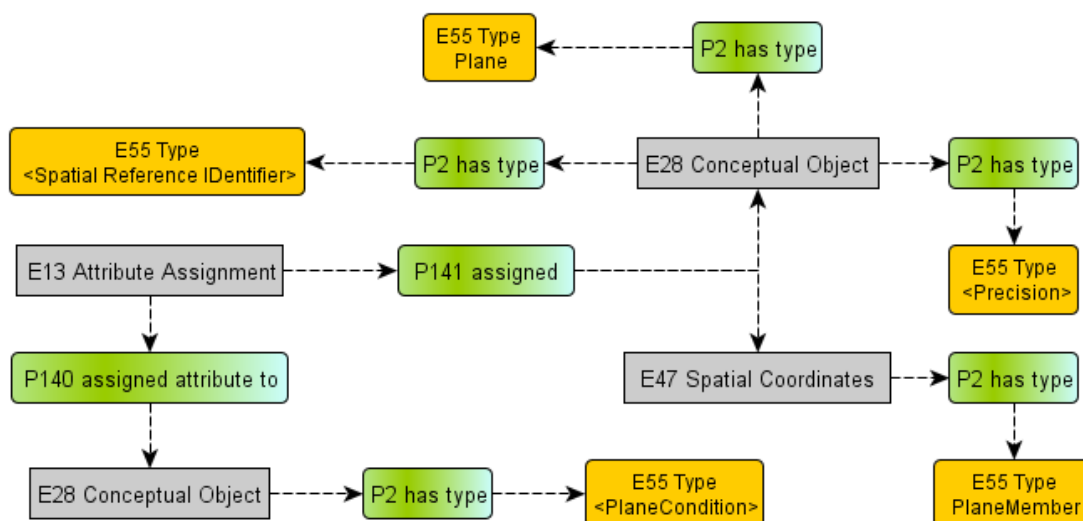 E55 Type
Plane
P2 has type
E55 Type
<Spatial Reference IDentifier>
P2 has type
E28 Conceptual Object
P2 has type
E13 Attribute Assignment
P141 assigned
E55 Type
<Precision>
P140 assigned attribute to
E47 Spatial Coordinates
P2 has type
E28 Conceptual Object
P2 has type
E55 Type
<PlaneCondition>
E55 Type
PlaneMember